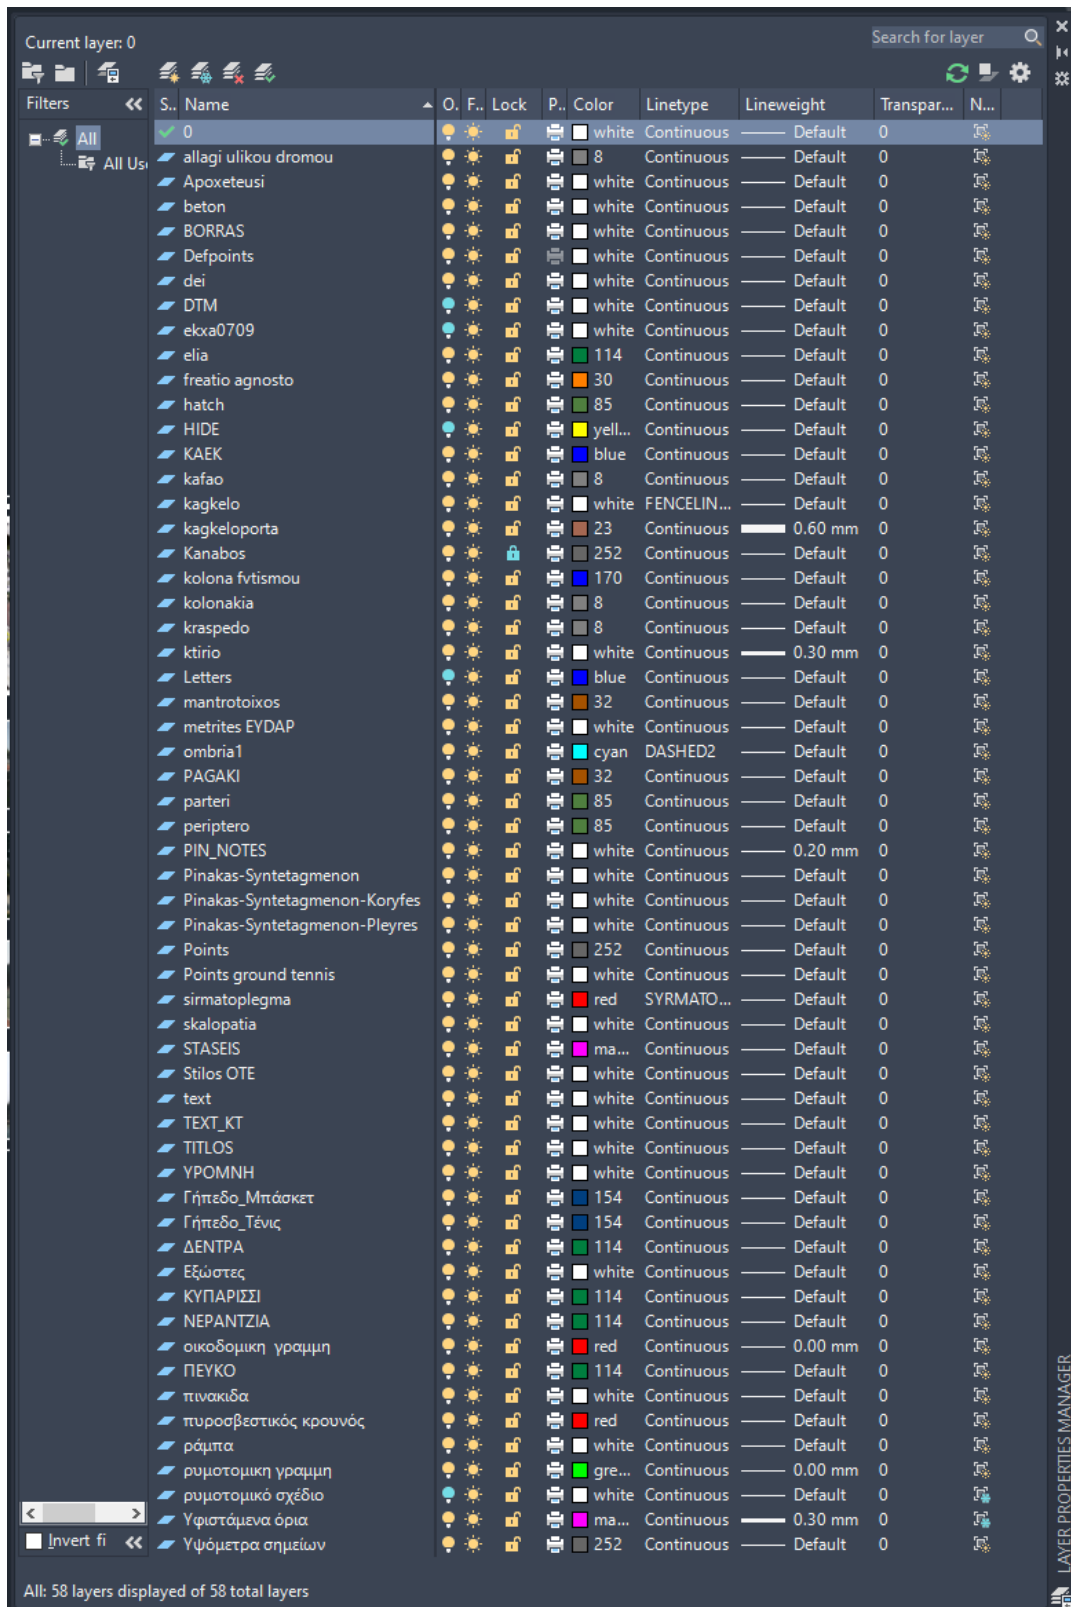 Current layer: 0
Search for layer
Filters
S.. Name O. F.. Lock P.. Color Linetype Lineweight Transpar... N...
All
All Us
0 white Continuous Default 0
allagi ulikou dromou 8 Continuous Default 0
Apoxeteusi white Continuous Default 0
beton white Continuous Default 0
BORRAS white Continuous Default 0
Defpoints white Continuous Default 0
dei white Continuous Default 0
DTM white Continuous Default 0
ekxa0709 white Continuous Default 0
elia 114 Continuous Default 0
freatio agnosto 30 Continuous Default 0
hatch 85 Continuous Default 0
HIDE yell... Continuous Default 0
KAEK blue Continuous Default 0
kafao 8 Continuous Default 0
kagkelo white FENCELIN... Default 0
kagkeloporta 23 Continuous 0.60 mm 0
Kanabos 252 Continuous Default 0
kolona fvtismou 170 Continuous Default 0
kolonakia 8 Continuous Default 0
kraspedo 8 Continuous Default 0
ktirio white Continuous 0.30 mm 0
Letters blue Continuous Default 0
mantrotoixos 32 Continuous Default 0
metrites EYDAP white Continuous Default 0
ombria1 cyan DASHED2 Default 0
PAGAKI 32 Continuous Default 0
parteri 85 Continuous Default 0
periptero 85 Continuous Default 0
PIN_NOTES white Continuous 0.20 mm 0
Pinakas-Syntetagmenon white Continuous Default 0
Pinakas-Syntetagmenon-Koryfes white Continuous Default 0
Pinakas-Syntetagmenon-Pleyres white Continuous Default 0
Points 252 Continuous Default 0
Points ground tennis white Continuous Default 0
sirmatoplegma red SYRMATO... Default 0
skalopatia white Continuous Default 0
STASEIS ma... Continuous Default 0
Stilos OTE white Continuous Default 0
text white Continuous Default 0
TEXT_KT white Continuous Default 0
TITLOS white Continuous Default 0
YPOMNH white Continuous Default 0
Γήπεδο_Μπάσκετ 154 Continuous Default 0
Γήπεδο_Τένις 154 Continuous Default 0
ΔΕΝΤΡΑ 114 Continuous Default 0
Εξώστες white Continuous Default 0
ΚΥΠΑΡΙΣΣΙ 114 Continuous Default 0
ΝΕΡΑΝΤΖΙΑ 114 Continuous Default 0
οικοδομικη γραμμη red Continuous 0.00 mm 0
ΠΕΥΚΟ 114 Continuous Default 0
πινακιδα white Continuous Default 0
πυροσβεστικός κρουνός red Continuous Default 0
ράμπα white Continuous Default 0
ρυμοτομικη γραμμη gre... Continuous 0.00 mm 0
ρυμοτομικό σχέδιο white Continuous Default 0
Υφιστάμενα όρια ma... Continuous 0.30 mm 0
Υψόμετρα σημείων 252 Continuous Default 0
Invert fi
All: 58 layers displayed of 58 total layers
LAYER PROPERTIES MANAGER